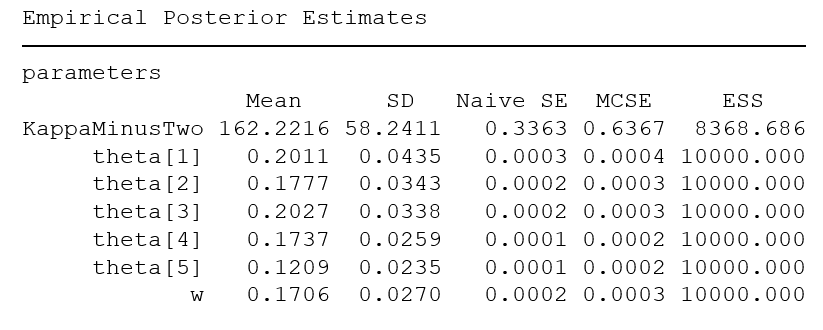 Empirical Posterior Estimates
parameters
Mean SD Naive SE MCSE ESS
KappaMinusTwo 162.2216 58.2411 0.3363 0.6367 8368.686
theta[1] 0.2011 0.0435 0.0003 0.0004 10000.000
theta[2] 0.1777 0.0343 0.0002 0.0003 10000.000
theta[3] 0.2027 0.0338 0.0002 0.0003 10000.000
theta[4] 0.1737 0.0259 0.0001 0.0002 10000.000
theta[5] 0.1209 0.0235 0.0001 0.0002 10000.000
w 0.1706 0.0270 0.0002 0.0003 10000.000